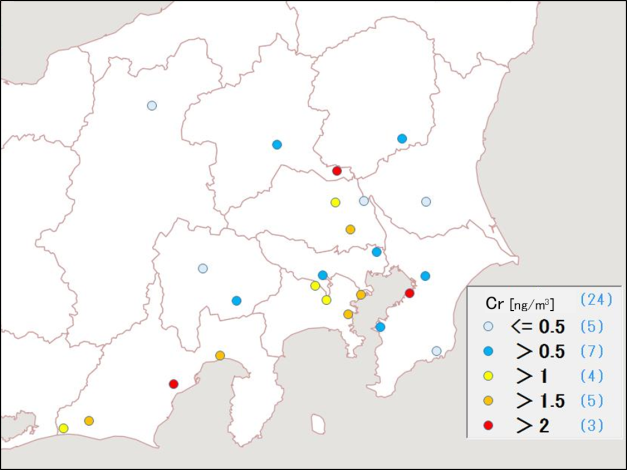 Cr [ng/m³] (24)
<= 0.5 (5)
＞0.5 (7)
＞1 (4)
＞1.5 (5)
＞2 (3)